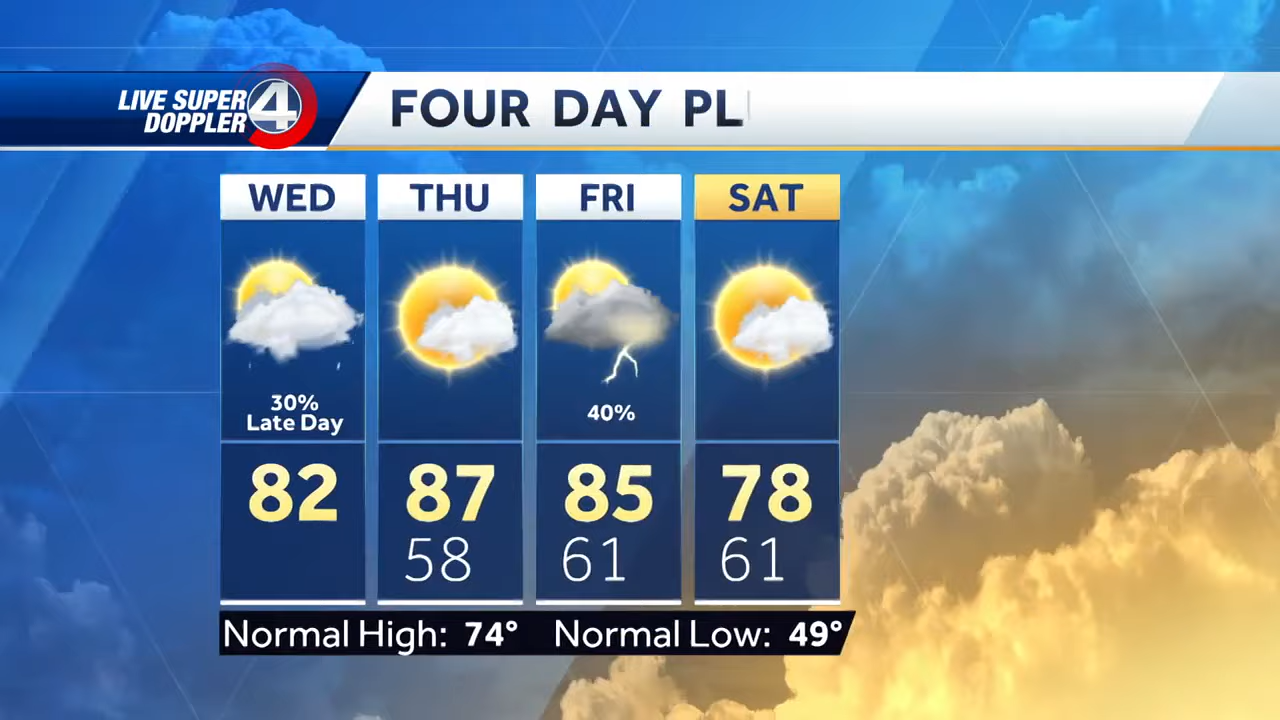 LIVE SUPER
DOPPLER
4
FOUR DAY PL
WED THU FRI SAT
30%
Late Day
40%
82 87 85 78
58 61 61
Normal High: 74° Normal Low: 49°